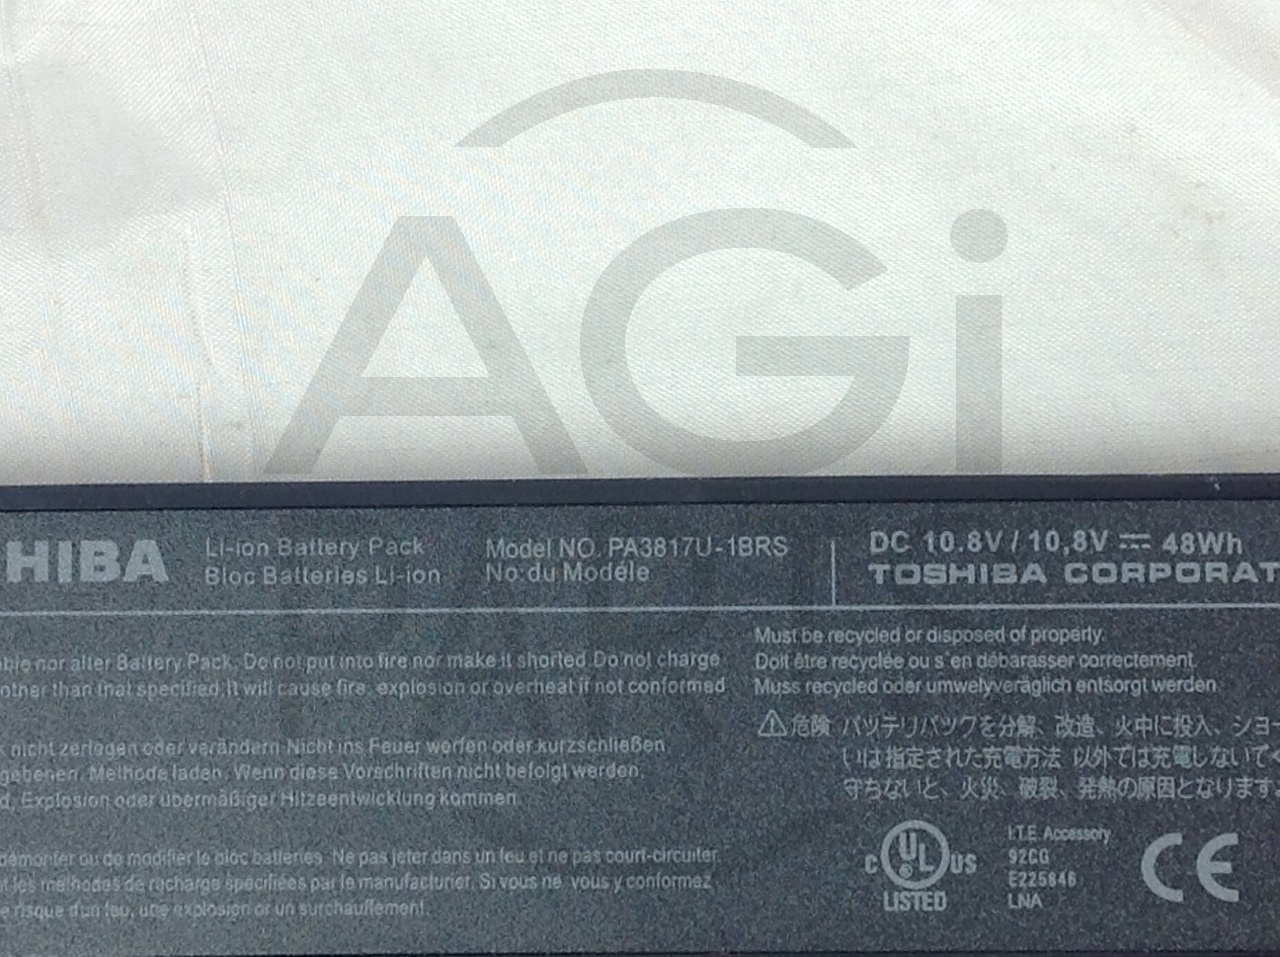 AGi
HIBA
Li-ion Battery Pack
Bloc Batteries Li-ion
Model NO. PA3817U-1BRS
No.du Modéle
DC 10.8V / 10,8V ⎓ 48Wh
TOSHIBA CORPORAT
ble nor alter Battery Pack. Do not put into fire nor make it shorted Do not charge
other than that specified.It will cause fire, explosion or overheat if not conformed
nicht zerlegen oder verändern Nicht ins Feuer werfen oder kurzschließen
gebenen. Methode laden. Wenn diese Vorschriften nicht befolgt werden,
d, Explosion oder übermäßiger Hitzeentwicklung kommen
démonter ou de modifier le bloc batteries. Ne pas jeter dans un feu et ne pas court-circuiter.
t les méthodes de recharge spécifiées par le manufacturier. Si vous ne vous y conformez
e risque d'un feu, une explosion or un surchauffement.
Must be recycled or disposed of properly.
Doit être recyclée ou s'en débarasser correctement.
Muss recycled oder umwelyveräglich entsorgt werden
⚠危険 バッテリパックを分解、改造、火中に投入、ショー
いは指定された充電方法 以外では充電しないで
守ちないと、火災、破裂、発熱の原因となります。
C UL US
LISTED
I.T.E. Accessory
92CG
E225846
LNA
CE